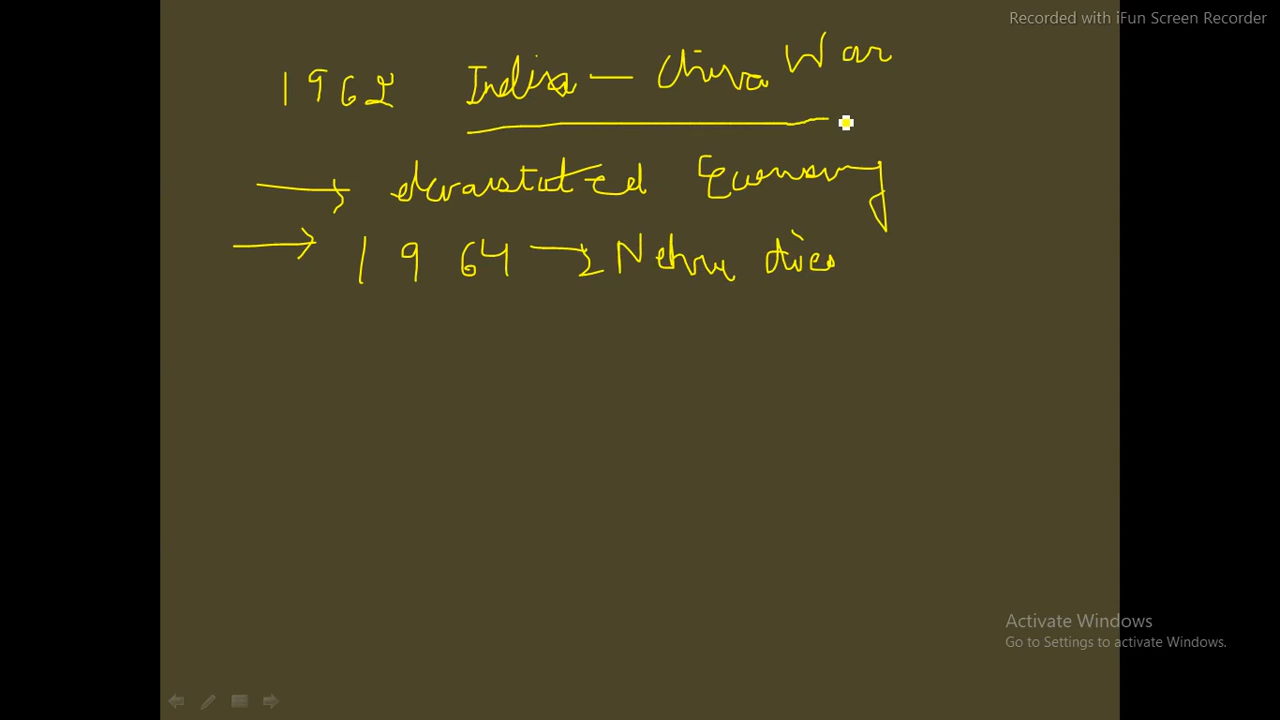 Recorded with iFun Screen Recorder
1962 India - China War
→ devastated Economy
→ 1964 → Nehru dies
Activate Windows
Go to Settings to activate Windows.